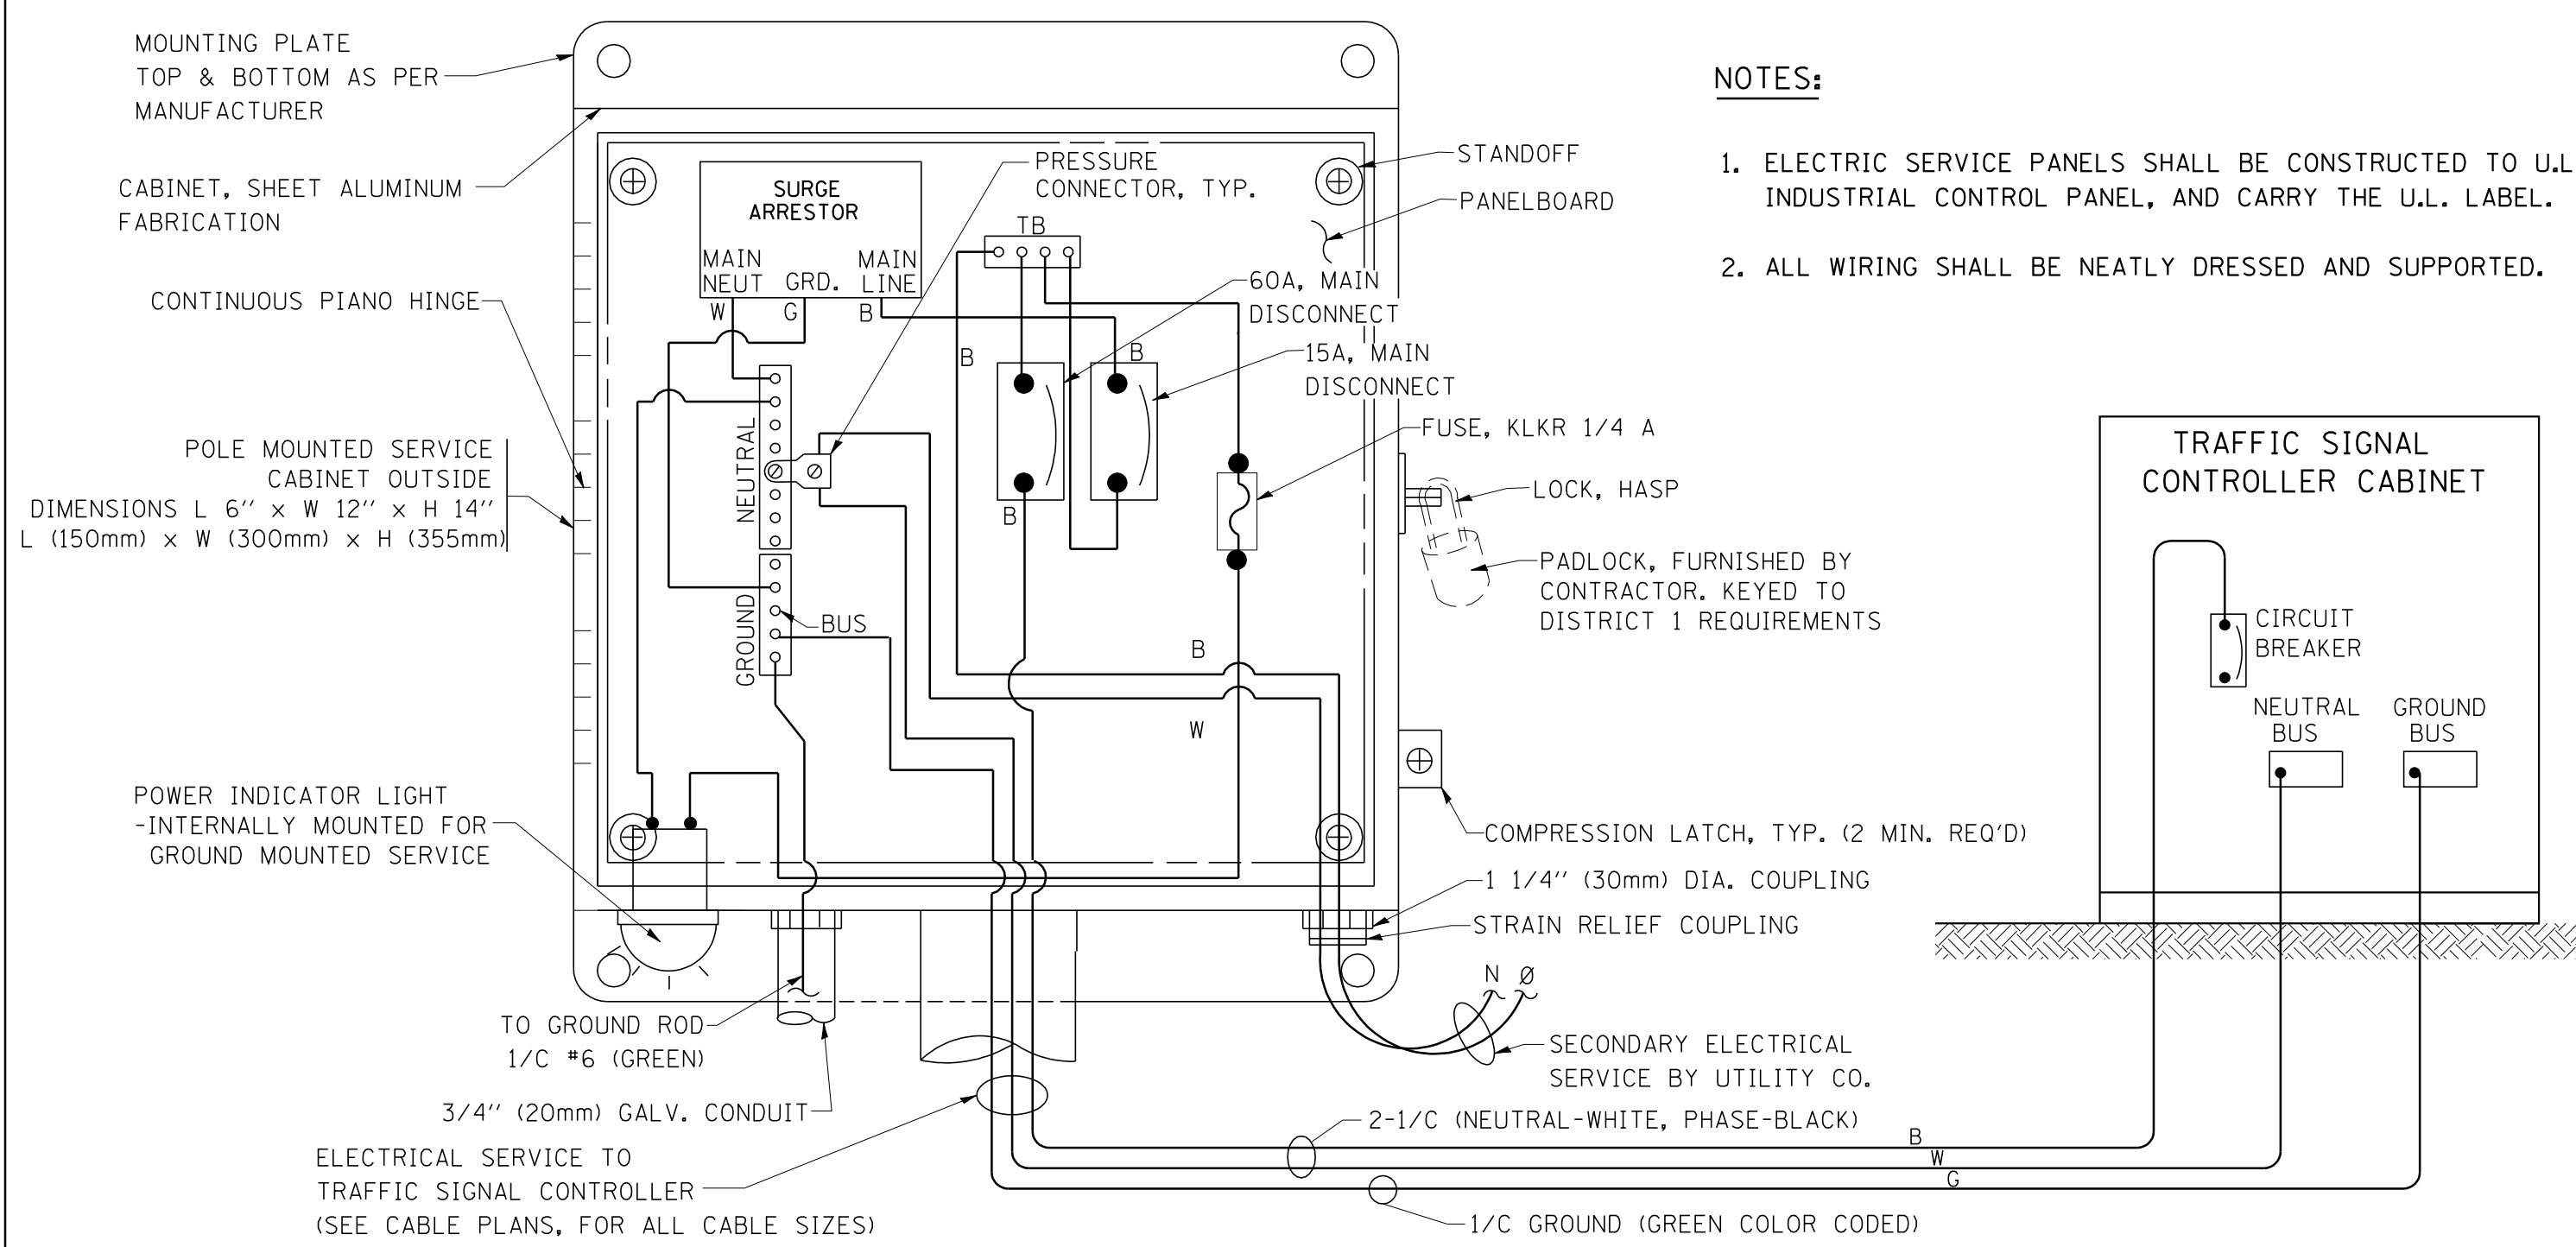 MOUNTING PLATE
TOP & BOTTOM AS PER
MANUFACTURER
CABINET, SHEET ALUMINUM
FABRICATION
CONTINUOUS PIANO HINGE
POLE MOUNTED SERVICE
CABINET OUTSIDE
DIMENSIONS L 6" x W 12" x H 14"
L (150mm) x W (300mm) x H (355mm)
POWER INDICATOR LIGHT
-INTERNALLY MOUNTED FOR
GROUND MOUNTED SERVICE
TO GROUND ROD
1/C #6 (GREEN)
3/4" (20mm) GALV. CONDUIT
ELECTRICAL SERVICE TO
TRAFFIC SIGNAL CONTROLLER
(SEE CABLE PLANS, FOR ALL CABLE SIZES)
SURGE
ARRESTOR
MAIN
NEUT
GRD.
MAIN
LINE
W
G
B
PRESSURE
CONNECTOR, TYP.
TB
B
B
B
NEUTRAL
GROUND
BUS
B
W
STANDOFF
PANELBOARD
60A, MAIN
DISCONNECT
15A, MAIN
DISCONNECT
FUSE, KLKR 1/4 A
LOCK, HASP
PADLOCK, FURNISHED BY
CONTRACTOR. KEYED TO
DISTRICT 1 REQUIREMENTS
COMPRESSION LATCH, TYP. (2 MIN. REQ'D)
1 1/4" (30mm) DIA. COUPLING
STRAIN RELIEF COUPLING
N Ø
SECONDARY ELECTRICAL
SERVICE BY UTILITY CO.
2-1/C (NEUTRAL-WHITE, PHASE-BLACK)
B
W
G
1/C GROUND (GREEN COLOR CODED)
NOTES:
1. ELECTRIC SERVICE PANELS SHALL BE CONSTRUCTED TO U.L
INDUSTRIAL CONTROL PANEL, AND CARRY THE U.L. LABEL.
2. ALL WIRING SHALL BE NEATLY DRESSED AND SUPPORTED.
TRAFFIC SIGNAL
CONTROLLER CABINET
CIRCUIT
BREAKER
NEUTRAL
BUS
GROUND
BUS